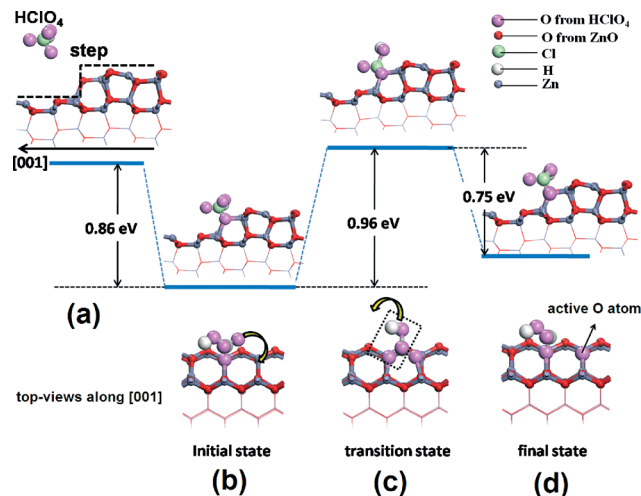 HClO₄
step
[001]
0.86 eV
0.96 eV
0.75 eV
O from HClO₄
O from ZnO
Cl
H
Zn
(a)
active O atom
top-views along [001]
Initial state
transition state
final state
(b)
(c)
(d)